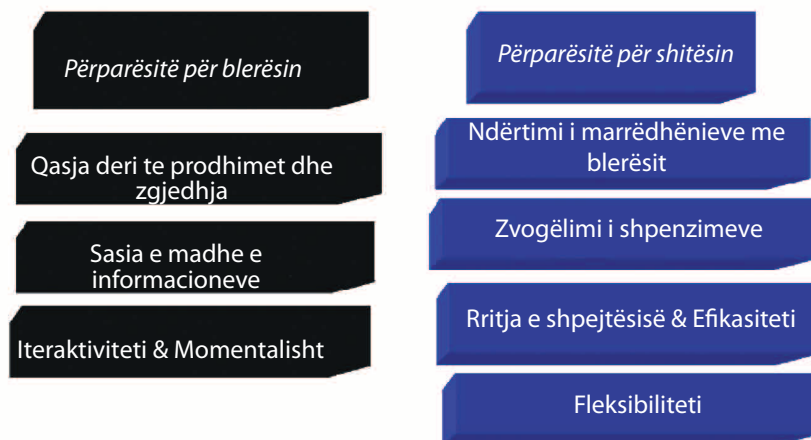 Përparësitë për blerësin
Qasja deri te prodhimet dhe
zgjedhja
Sasia e madhe e
informacioneve
Iteraktiviteti & Momentalisht
Përparësitë për shitësin
Ndërtimi i marrëdhënieve me
blerësit
Zvogëlimi i shpenzimeve
Rritja e shpejtësisë & Efikasiteti
Fleksibiliteti